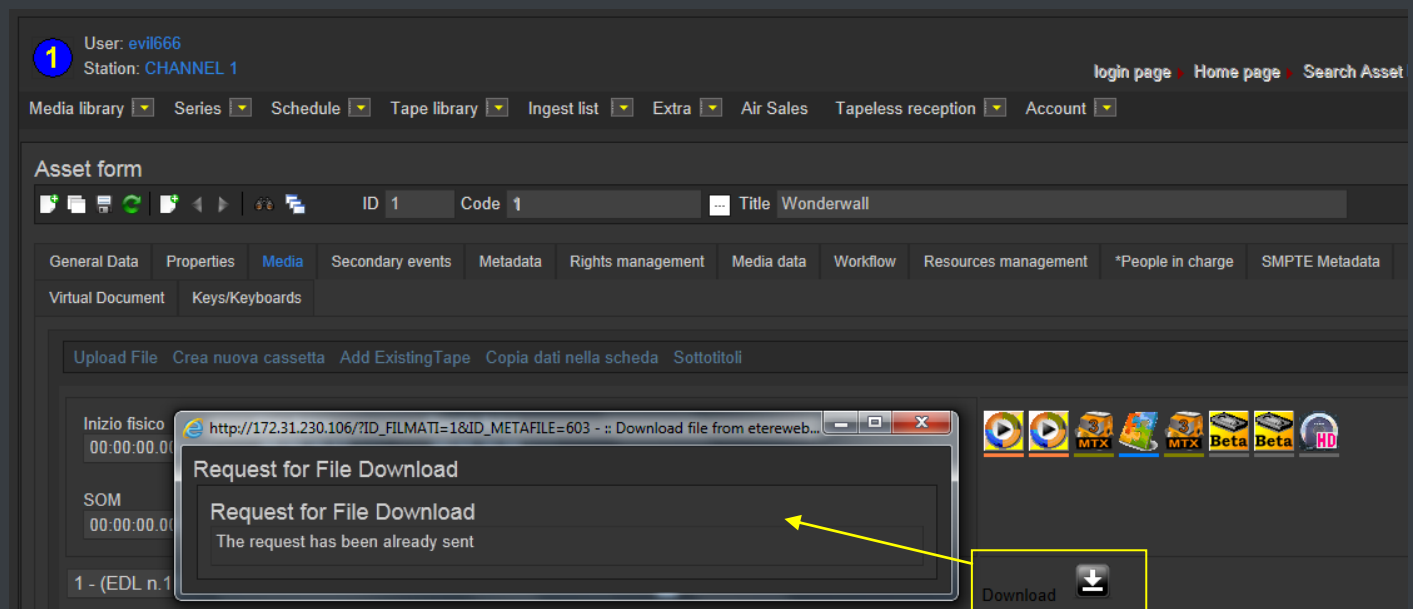 1
User: evil666
Station: CHANNEL 1
login page Home page Search Asset
Media library Series Schedule Tape library Ingest list Extra Air Sales Tapeless reception Account
Asset form
ID 1 Code 1 ... Title Wonderwall
General Data Properties Media Secondary events Metadata Rights management Media data Workflow Resources management *People in charge SMPTE Metadata
Virtual Document Keys/Keyboards
Upload File Crea nuova cassetta Add ExistingTape Copia dati nella scheda Sottotitoli
Inizio fisico
00:00:00.00
SOM
00:00:00.00
1 - (EDL n.1
http://172.31.230.106/?ID_FILMATI=1&ID_METAFILE=603 - :: Download file from etereweb...
Request for File Download
Request for File Download
The request has been already sent
3 MTX 3 MTX Beta Beta HD
Download